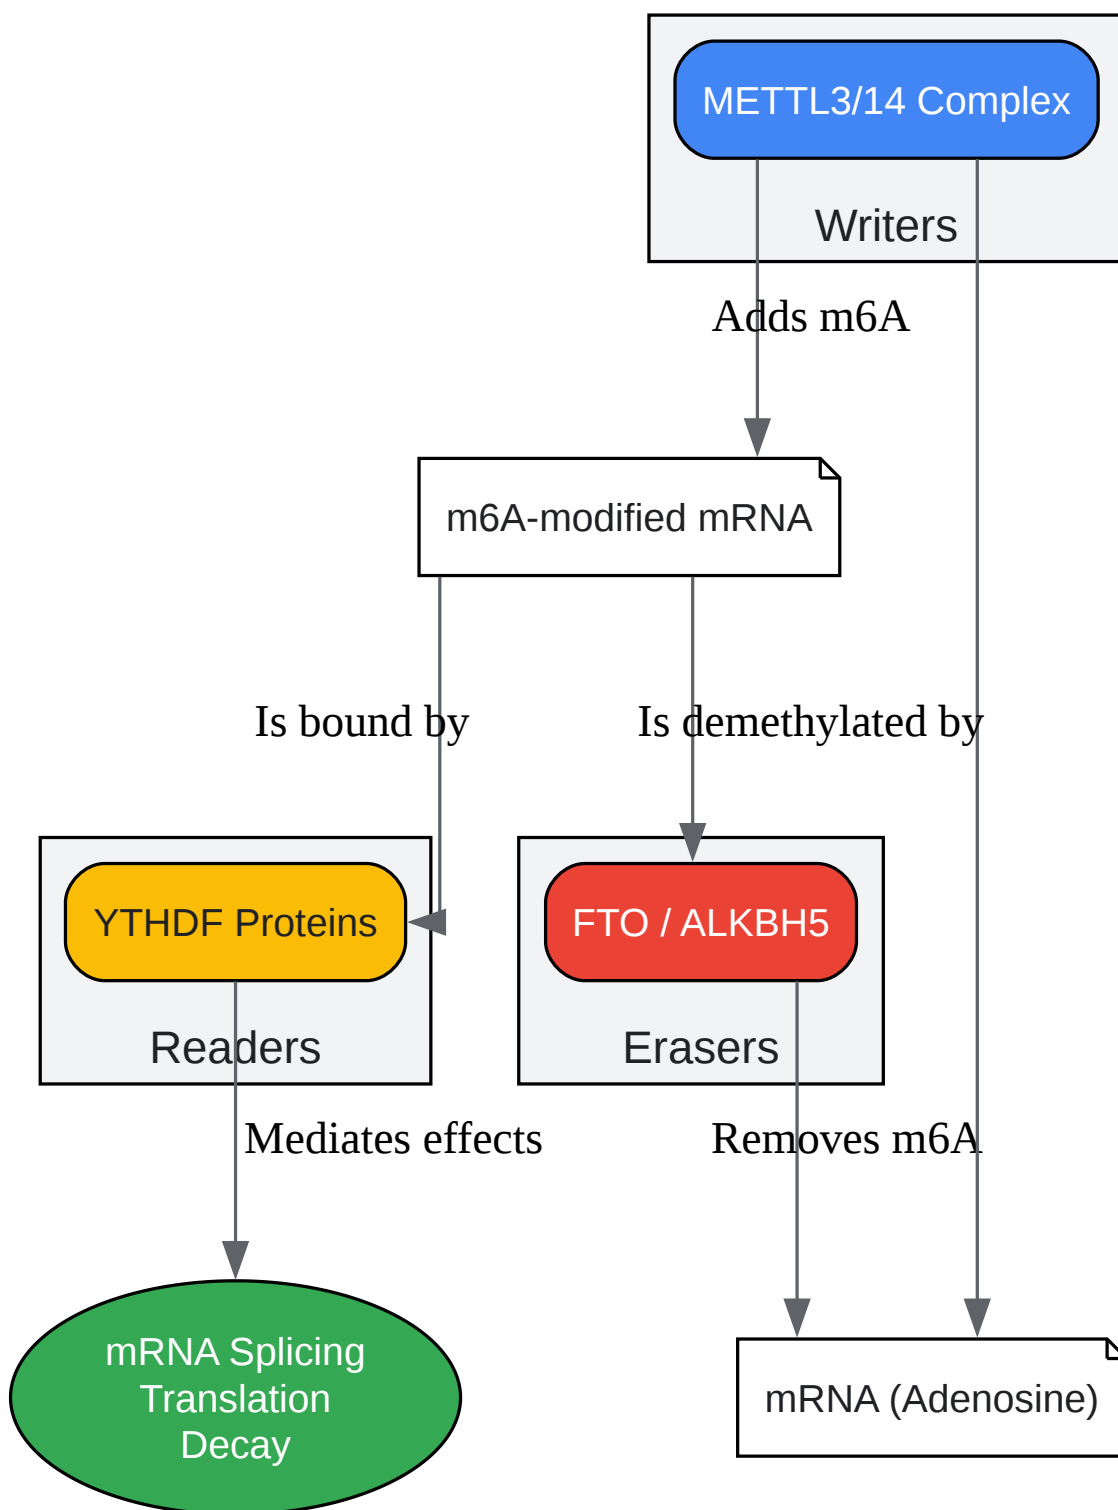 METTL3/14 Complex
Writers
Adds m6A
m6A-modified mRNA
Is bound by
Is demethylated by
YTHDF Proteins
FTO / ALKBH5
Readers
Erasers
Mediates effects
Removes m6A
mRNA Splicing
Translation
Decay
mRNA (Adenosine)